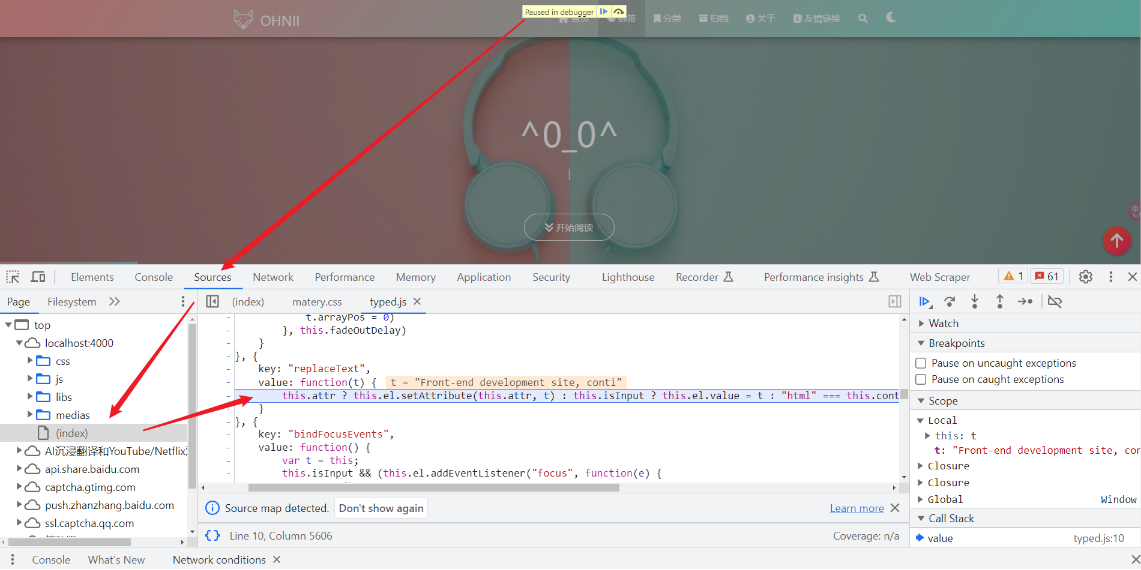 Paused in debugger
OHNII
首页 标签 分类 归档 关于 友情链接
^0_0^
|
开始阅读
Elements Console Sources Network Performance Memory Application Security Lighthouse Recorder Performance insights Web Scraper 1 61
Page Filesystem
(index) matery.css typed.js
top
localhost:4000
css
js
libs
medias
(index)
AI沉浸翻译和YouTube/Netflix
api.share.baidu.com
captcha.gtimg.com
push.zhanzhang.baidu.com
ssl.captcha.qq.com
t.arrayPos = 0)
}, this.fadeOutDelay)
}
}, {
key: "replaceText",
value: function(t) { t = "Front-end development site, conti"
this.attr ? this.el.setAttribute(this.attr, t) : this.isInput ? this.el.value = t : "html" === this.cont
}
}, {
key: "bindFocusEvents",
value: function() {
var t = this;
this.isInput && (this.el.addEventListener("focus", function(e) {
Source map detected. Don't show again Learn more
{} Line 10, Column 5606 Coverage: n/a
Watch
Breakpoints
Pause on uncaught exceptions
Pause on caught exceptions
Scope
Local
this: t
t: "Front-end development site, cor
Closure
Closure
Global Window
Call Stack
value typed.js:10
Console What's New Network conditions